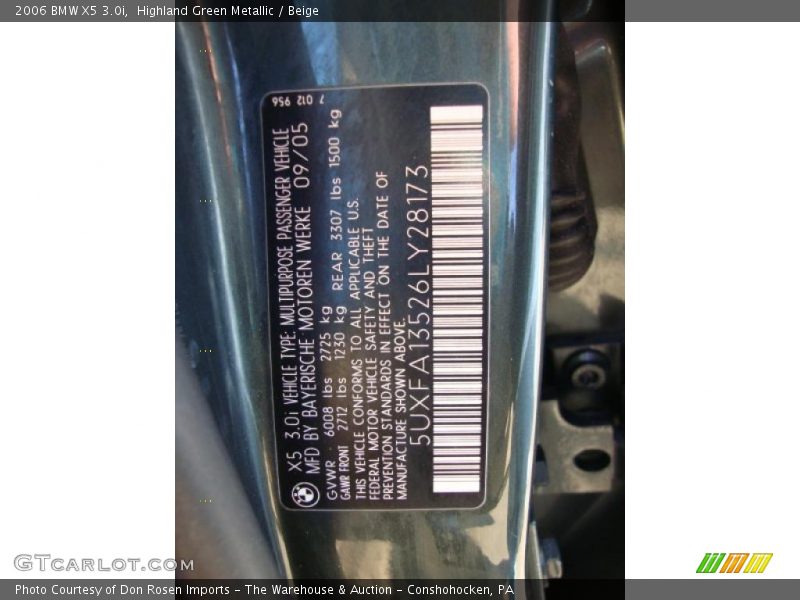 2006 BMW X5 3.0i,  Highland Green Metallic / Beige
7 012 956
X5 3.0i VEHICLE TYPE: MULTIPURPOSE PASSENGER VEHICLE
MFD BY BAYERISCHE MOTOREN WERKE 09/05
GVWR 6008 lbs 2725 kg
GAWR FRONT 2712 lbs 1230 kg REAR 3307 lbs 1500 kg
THIS VEHICLE CONFORMS TO ALL APPLICABLE U.S.
FEDERAL MOTOR VEHICLE SAFETY AND THEFT
PREVENTION STANDARDS IN EFFECT ON THE DATE OF
MANUFACTURE SHOWN ABOVE.
5UXFA13526LY28173
GTCARLOT.COM
Photo Courtesy of Don Rosen Imports - The Warehouse & Auction - Conshohocken, PA